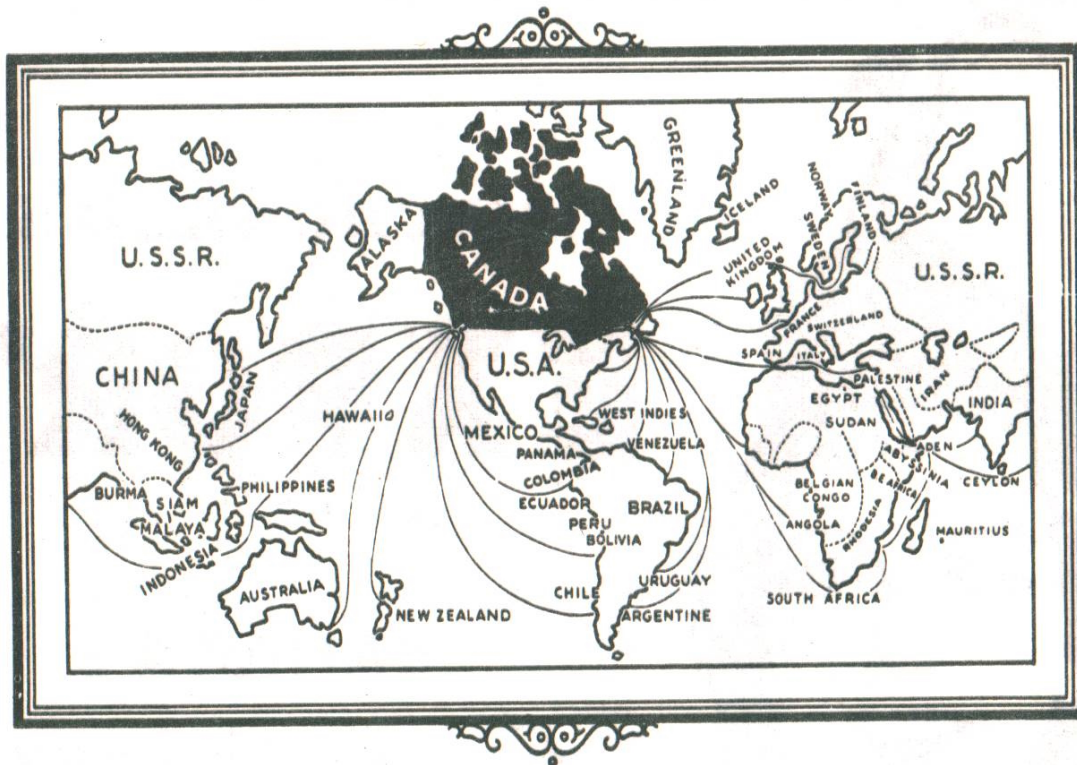 GREENLAND
ICELAND
NORWAY
SWEDEN
FINLAND
ALASKA
CANADA
U.S.S.R.
UNITED
KINGDOM
U.S.S.R.
FRANCE
SWITZERLAND
CHINA
JAPAN
U.S.A.
SPAIN
ITALY
PALESTINE
IRAN
EGYPT
INDIA
HONG KONG
HAWAII
MEXICO
WEST INDIES
SUDAN
PANAMA
VENEZUELA
ADEN
ABYSSINIA
COLOMBIA
BURMA
SIAM
PHILIPPINES
ECUADOR
BRAZIL
BELGIAN
CONGO
B E AFRICA
CEYLON
MALAYA
PERU
ANGOLA
RHODESIA
MAURITIUS
BOLIVIA
INDONESIA
AUSTRALIA
CHILE
URUGUAY
SOUTH AFRICA
NEW ZEALAND
ARGENTINE